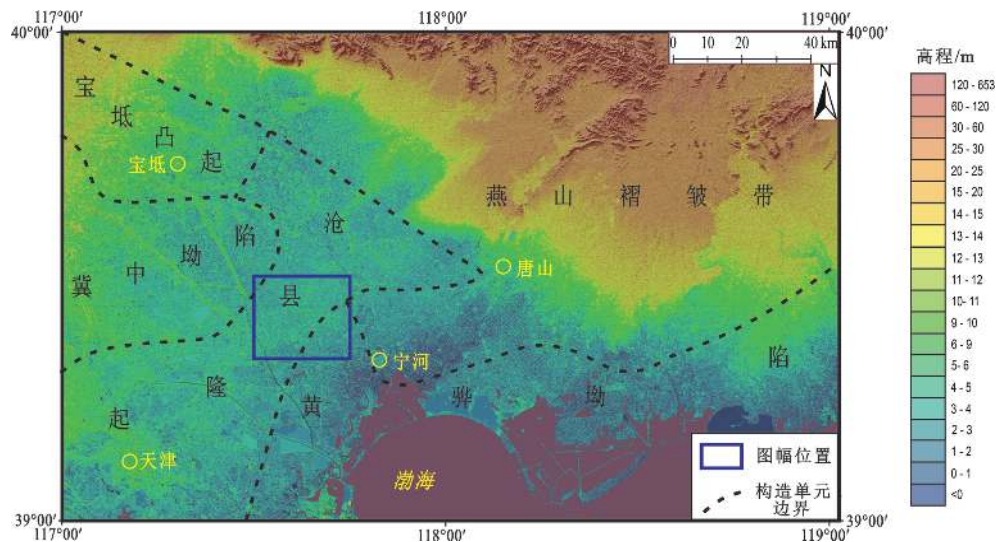 117°00′
118°00′
119°00′
40°00′
40°00′
0 10 20 40 km
N
高程/m
120 - 653
60 - 120
30 - 60
25 - 30
20 - 25
15 - 20
14 - 15
13 - 14
12 - 13
11 - 12
10 - 11
9 - 10
6 - 9
5 - 6
4 - 5
3 - 4
2 - 3
1 - 2
0 - 1
<0
宝坻凸起
宝坻
燕山褶皱带
冀中坳陷
沧县隆起
唐山
宁河
黄骅坳陷
天津
渤海
图幅位置
构造单元
边界
39°00′
39°00′
117°00′
118°00′
119°00′